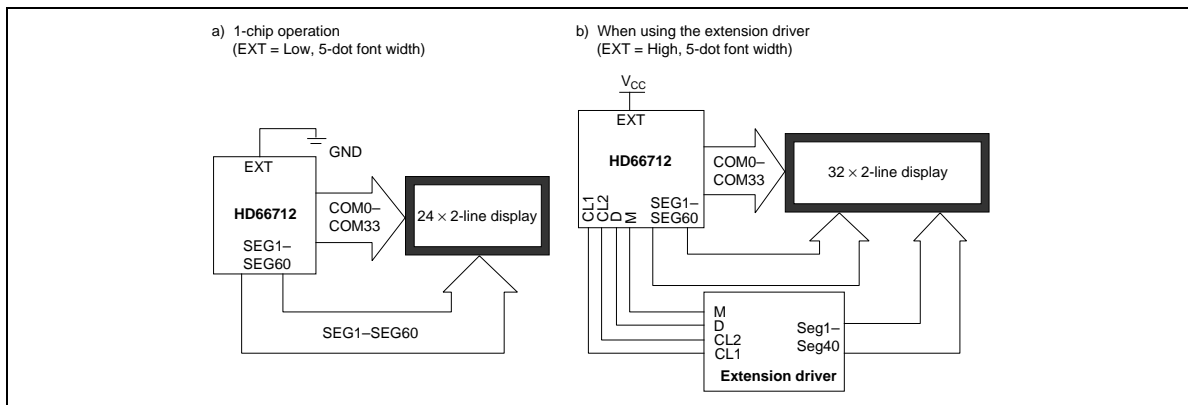 a) 1-chip operation
(EXT = Low, 5-dot font width)
EXT
GND
HD66712
COM0–
COM33
SEG1–
SEG60
24 × 2-line display
SEG1–SEG60
b) When using the extension driver
(EXT = High, 5-dot font width)
VCC
EXT
HD66712
COM0–
COM33
CL1
CL2
D
M
SEG1–
SEG60
32 × 2-line display
M
D
CL2
CL1
Seg1–
Seg40
Extension driver